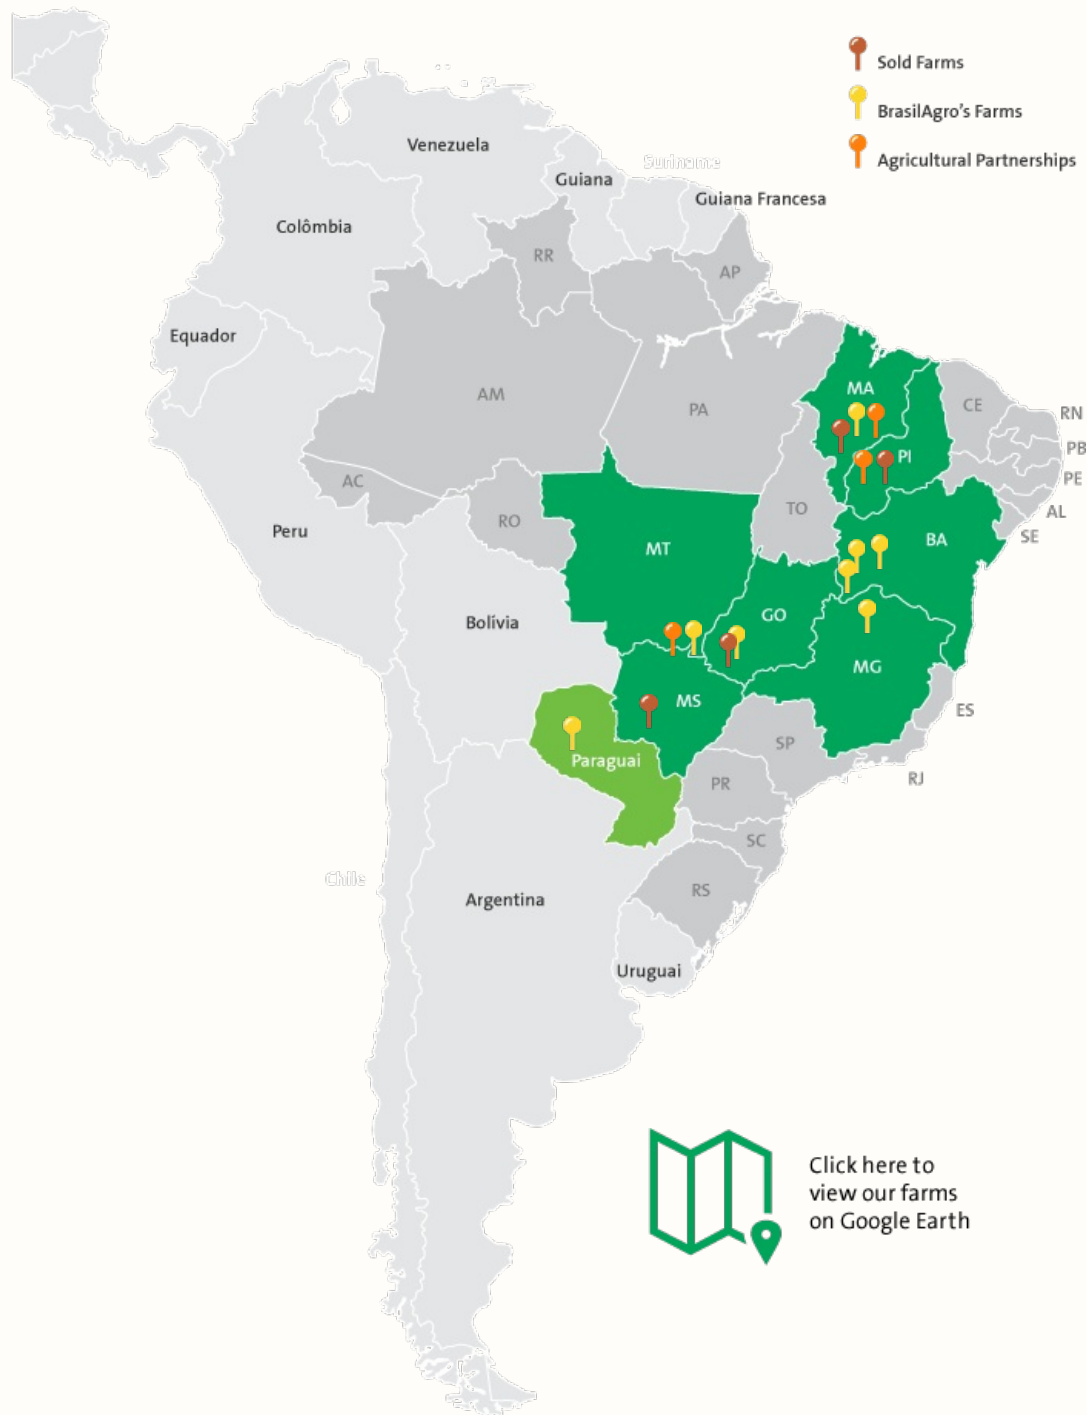 Sold Farms
BrasilAgro's Farms
Agricultural Partnerships
Venezuela
Suriname
Guiana
Guiana Francesa
Colômbia
RR
AP
Equador
AM
PA
MA
CE
RN
PB
PI
PE
AC
TO
AL
RO
Peru
SE
BA
MT
GO
Bolívia
MG
MS
ES
SP
Paraguai
RJ
PR
SC
Chile
RS
Argentina
Uruguai
Click here to
view our farms
on Google Earth